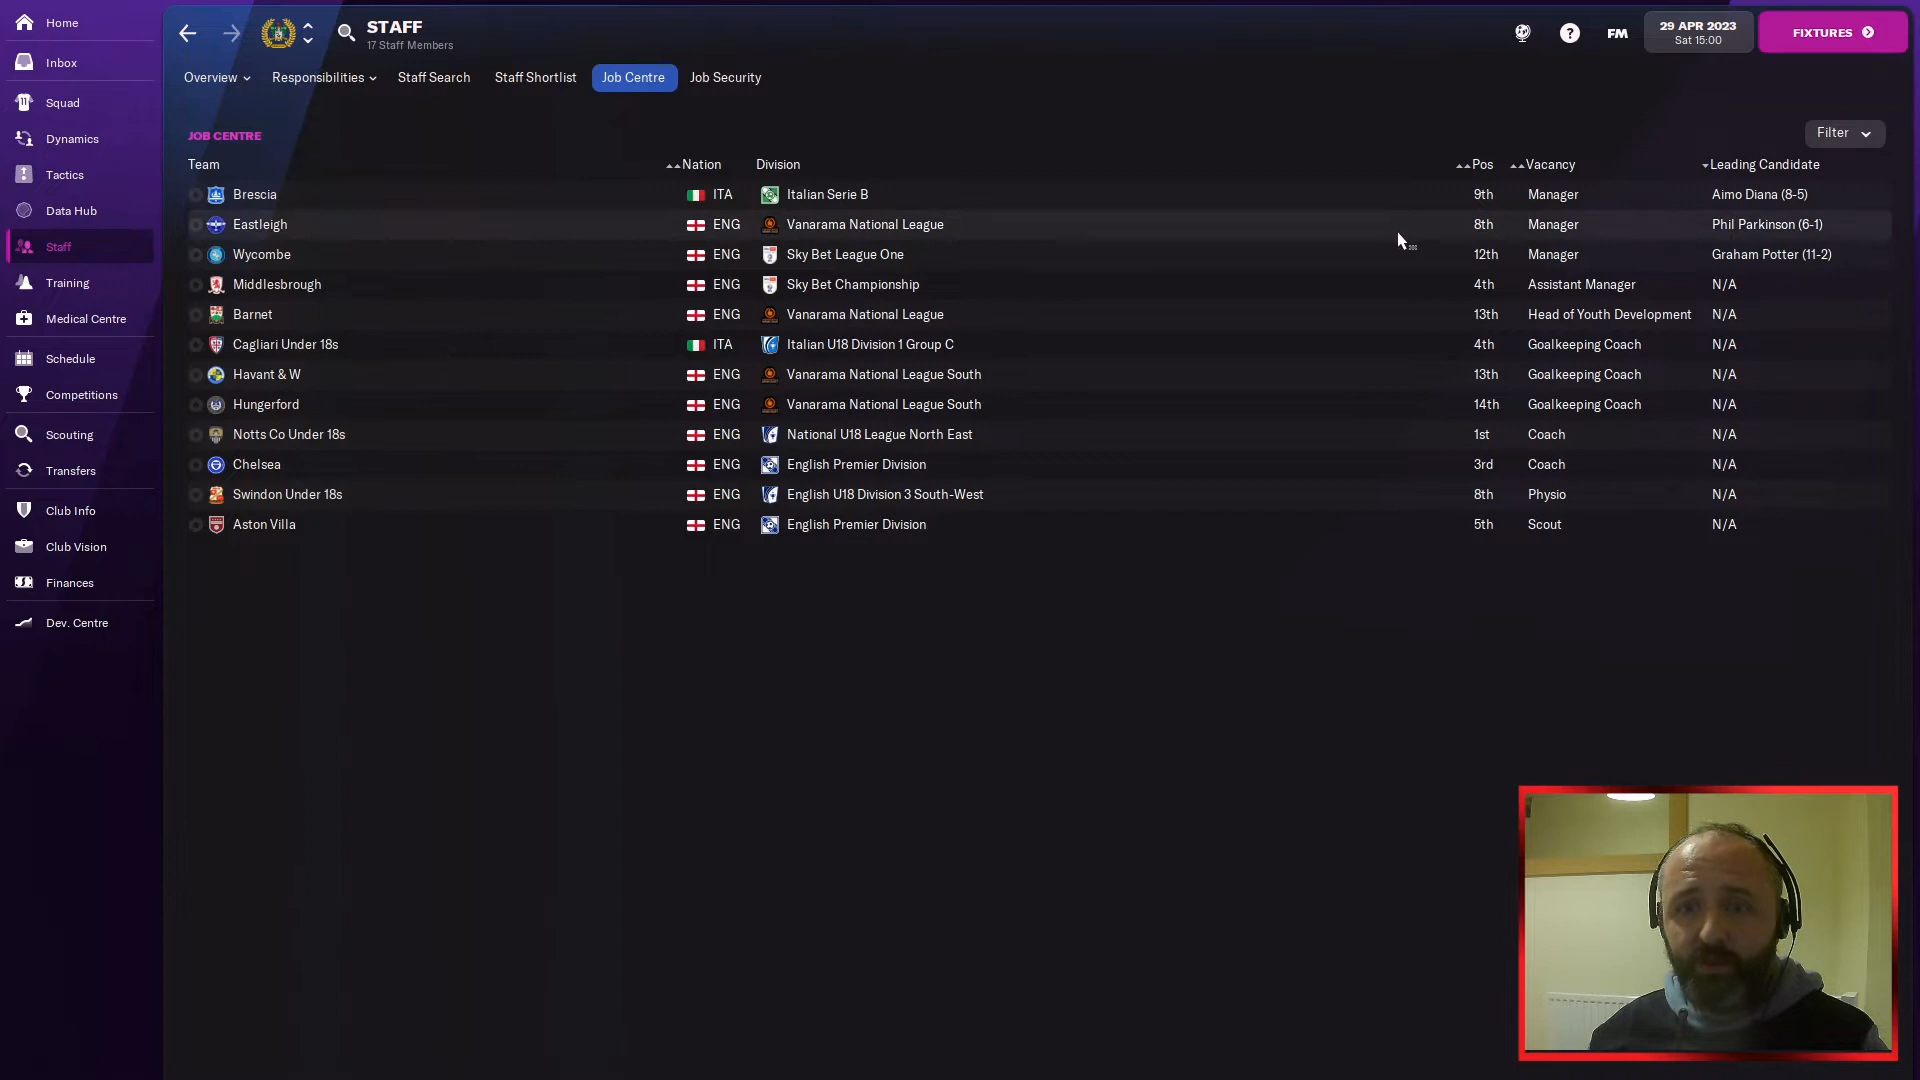 Home
Inbox
Squad
Dynamics
Tactics
Data Hub
Staff
Training
Medical Centre
Schedule
Competitions
Scouting
Transfers
Club Info
Club Vision
Finances
Dev. Centre
STAFF
17 Staff Members
? FM
29 APR 2023
Sat 15:00
FIXTURES
Overview Responsibilities Staff Search Staff Shortlist Job Centre Job Security
JOB CENTRE
Filter
Team Nation Division Pos Vacancy Leading Candidate
Brescia ITA Italian Serie B 9th Manager Aimo Diana (8-5)
Eastleigh ENG Vanarama National League 8th Manager Phil Parkinson (6-1)
Wycombe ENG Sky Bet League One 12th Manager Graham Potter (11-2)
Middlesbrough ENG Sky Bet Championship 4th Assistant Manager N/A
Barnet ENG Vanarama National League 13th Head of Youth Development N/A
Cagliari Under 18s ITA Italian U18 Division 1 Group C 4th Goalkeeping Coach N/A
Havant & W ENG Vanarama National League South 13th Goalkeeping Coach N/A
Hungerford ENG Vanarama National League South 14th Goalkeeping Coach N/A
Notts Co Under 18s ENG National U18 League North East 1st Coach N/A
Chelsea ENG English Premier Division 3rd Coach N/A
Swindon Under 18s ENG English U18 Division 3 South-West 8th Physio N/A
Aston Villa ENG English Premier Division 5th Scout N/A